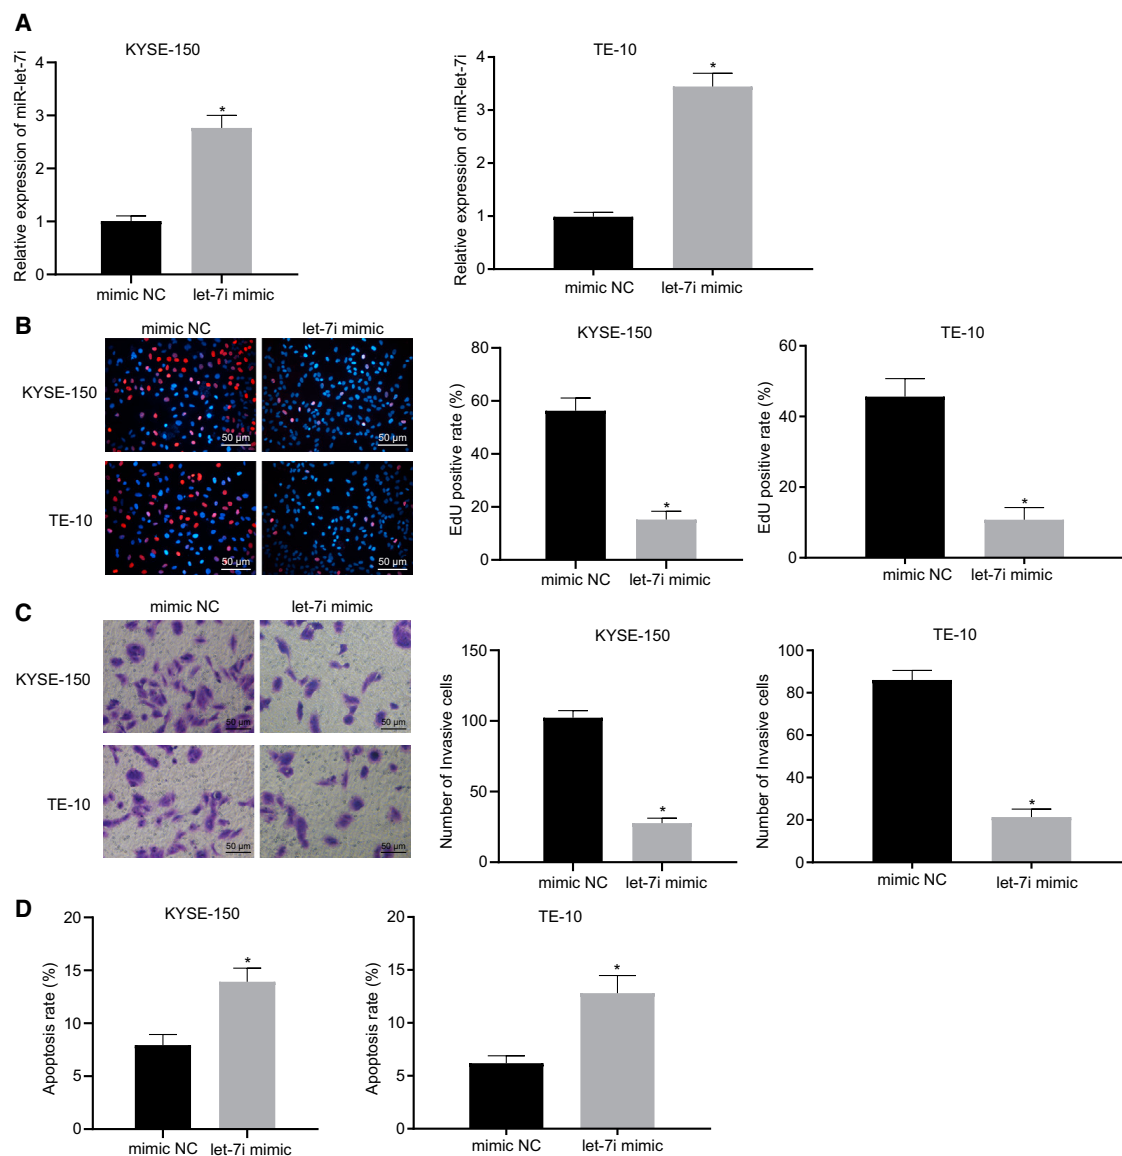 A
KYSE-150
Relative expression of miR-let-7i
4
3
2
1
0
*
mimic NC let-7i mimic
TE-10
Relative expression of miR-let-7i
4
3
2
1
0
*
mimic NC let-7i mimic
B
mimic NC let-7i mimic
KYSE-150
50 µm 50 µm
TE-10
50 µm 50 µm
KYSE-150
EdU positive rate (%)
80
60
40
20
0
*
mimic NC let-7i mimic
TE-10
EdU positive rate (%)
60
40
20
0
*
mimic NC let-7i mimic
C
mimic NC let-7i mimic
KYSE-150
50 µm 50 µm
TE-10
50 µm 50 µm
KYSE-150
Number of Invasive cells
150
100
50
0
*
mimic NC let-7i mimic
TE-10
Number of Invasive cells
100
80
60
40
20
0
*
mimic NC let-7i mimic
D
KYSE-150
Apoptosis rate (%)
20
15
10
5
0
*
mimic NC let-7i mimic
TE-10
Apoptosis rate (%)
20
15
10
5
0
*
mimic NC let-7i mimic